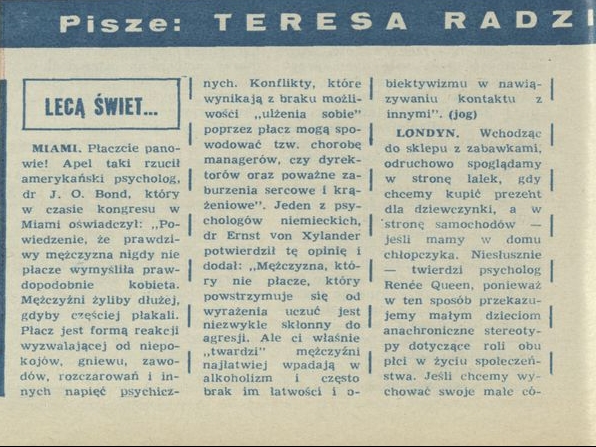 Pisze: TERESA RADZI
LECĄ ŚWIET...
MIAMI. Płaczcie pano-
wie! Apel taki rzucił
amerykański psycholog,
dr J. O. Bond, który
w czasie kongresu w
Miami oświadczył: „Po-
wiedzenie, że prawdzi-
wy mężczyzna nigdy nie
płacze wymyśliła praw-
dopodobnie kobieta.
Mężczyźni żyliby dłużej,
gdyby częściej płakali.
Płacz jest formą reakcji
wyzwalającej od niepo-
kojów, gniewu, zawo-
dów, rozczarowań i in-
nych napięć psychicz-
nych. Konflikty, które
wynikają z braku możli-
wości „ulżenia sobie"
poprzez płacz mogą spo-
wodować tzw. chorobę
managerów, czy dyrek-
torów oraz poważne za-
burzenia sercowe i krą-
żeniowe". Jeden z psy-
chologów niemieckich,
dr Ernst von Xylander
potwierdził tę opinię i
dodał: „Mężczyzna, któ-
ry nie płacze, który
powstrzymuje się od
wyrażenia uczuć jest
niezwykle skłonny do
agresji. Ale ci właśnie
„twardzi" mężczyźni
najłatwiej wpadają w
alkoholizm i często
brak im łatwości i o-
biektywizmu w nawią-
zywaniu kontaktu z
innymi". (jog)
LONDYN. Wchodząc
do sklepu z zabawkami,
odruchowo spoglądamy
w stronę lalek, gdy
chcemy kupić prezent
dla dziewczynki, a w
stronę samochodów —
jeśli mamy w domu
chłopczyka. Niesłusznie
— twierdzi psycholog
Renée Queen, ponieważ
w ten sposób przekazu-
jemy małym dzieciom
anachroniczne stereoty-
py dotyczące roli obu
płci w życiu społeczeń-
stwa. Jeśli chcemy wy-
chować swoje małe có-